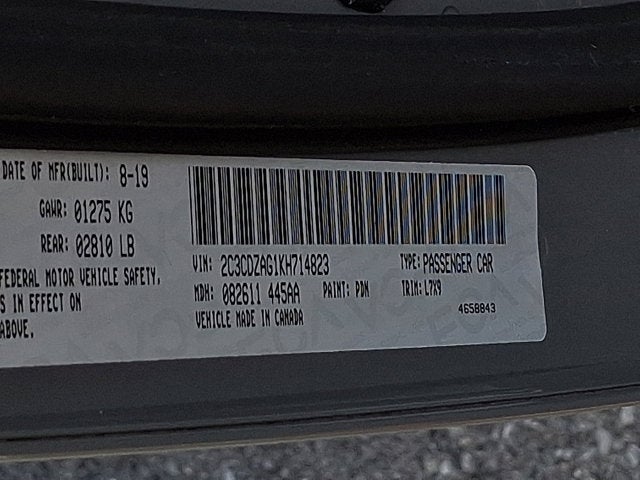 DATE OF MFR(BUILT): 8-19
GAWR: 01275 KG
REAR: 02810 LB
FEDERAL MOTOR VEHICLE SAFETY,
S IN EFFECT ON
ABOVE.
VIN: 2C3CDZAG1KH714823 TYPE: PASSENGER CAR
MDH: 082611 445AA PAINT: PDN TRIM: L7X9
VEHICLE MADE IN CANADA 4658843